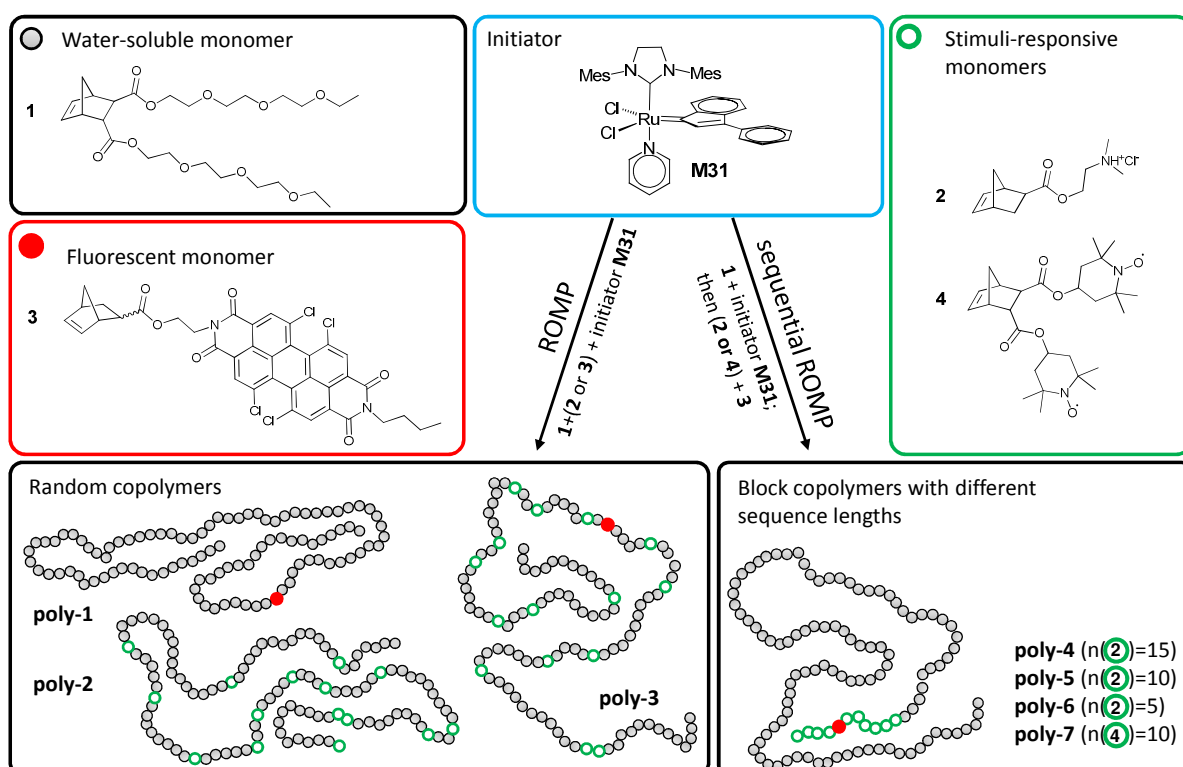 Water-soluble monomer
1
O
O
O
O
O
O
O
O
O
O
Initiator
N
N
Mes
Mes
Cl
Cl
Ru
N
M31
Stimuli-responsive
monomers
2
O
O
NH⁺Cl⁻
4
O
O
N
O•
O
O
N
O•
Fluorescent monomer
3
O
O
N
O
O
Cl
Cl
Cl
Cl
O
O
N
ROMP
1+(2 or 3) + initiator M31
sequential ROMP
1 + initiator M31;
then (2 or 4) + 3
Random copolymers
poly-1
poly-2
poly-3
Block copolymers with different
sequence lengths
poly-4 (n(2)=15)
poly-5 (n(2)=10)
poly-6 (n(2)=5)
poly-7 (n(4)=10)